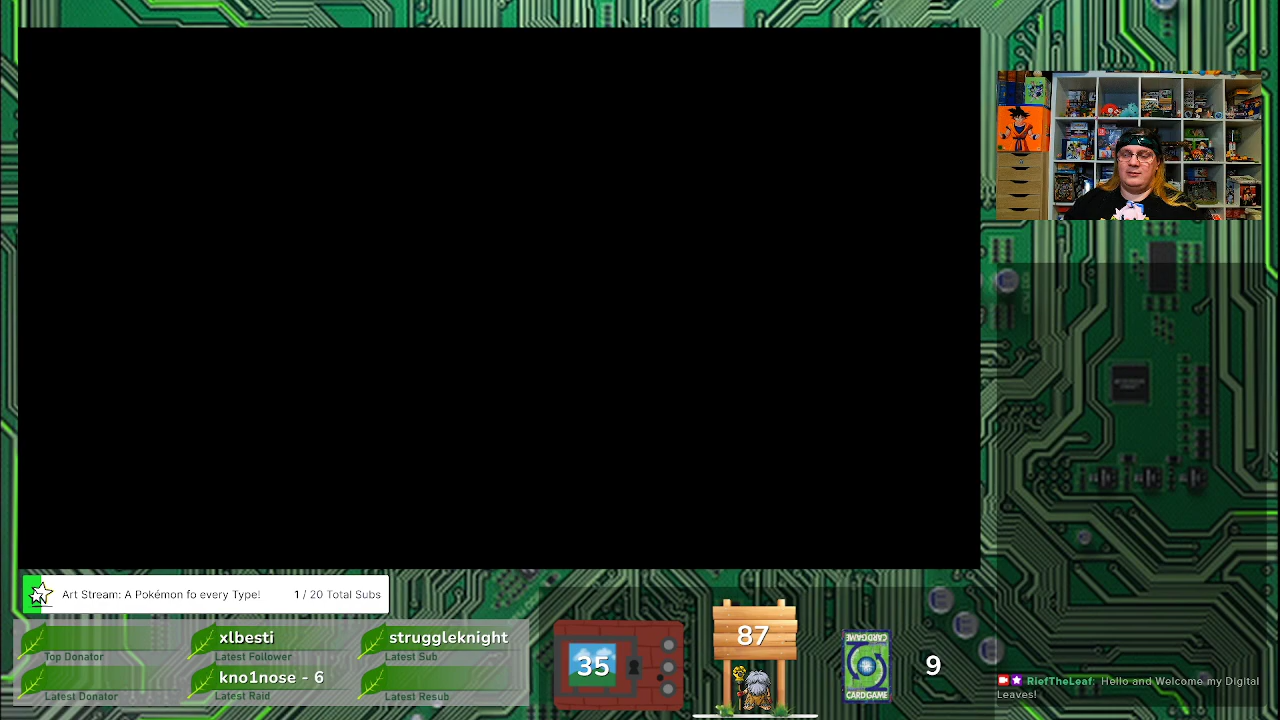 Art Stream: A Pokémon fo every Type! 1 / 20 Total Subs
Top Donator
xlbesti
Latest Follower
struggleknight
Latest Sub
Latest Donator
kno1nose - 6
Latest Raid
Latest Resub
35
87
CARDGAME
CARDGAME
9
RiefTheLeaf: Hello and Welcome my Digital
Leaves!